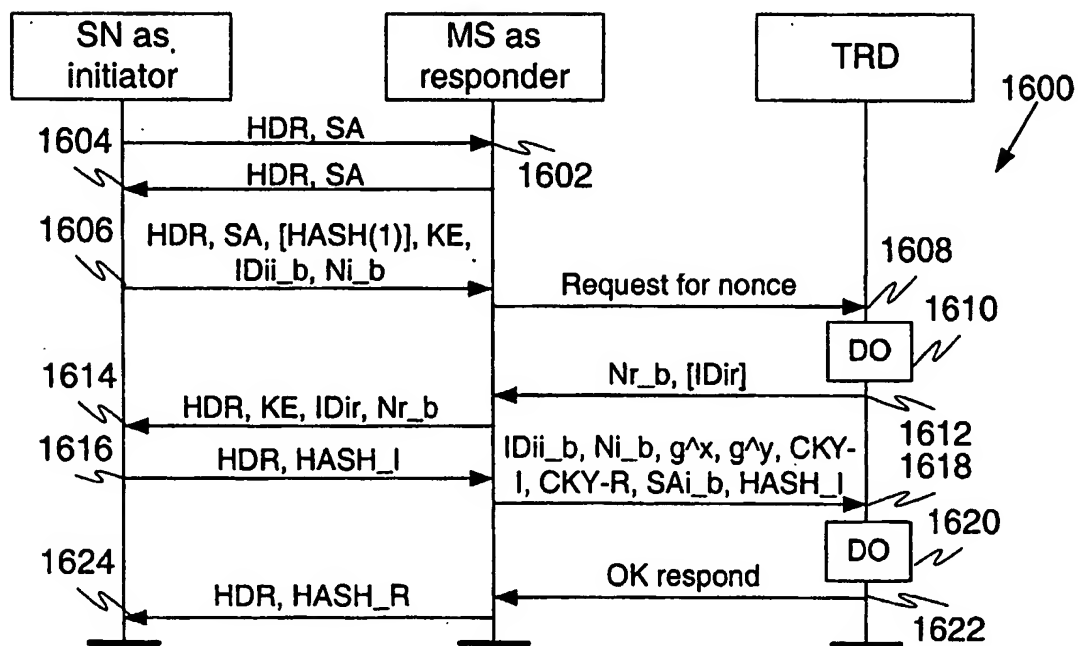 SN as
initiator
MS as
responder
TRD
1600
1604
HDR, SA
1602
HDR, SA
1606
HDR, SA, [HASH(1)], KE,
IDii_b, Ni_b
1608
Request for nonce
1610
DO
1614
Nr_b, [IDir]
HDR, KE, IDir, Nr_b
1612
1616
HDR, HASH_I
IDii_b, Ni_b, g^x, g^y, CKY-
I, CKY-R, SAi_b, HASH_I
1618
1620
DO
1624
OK respond
HDR, HASH_R
1622